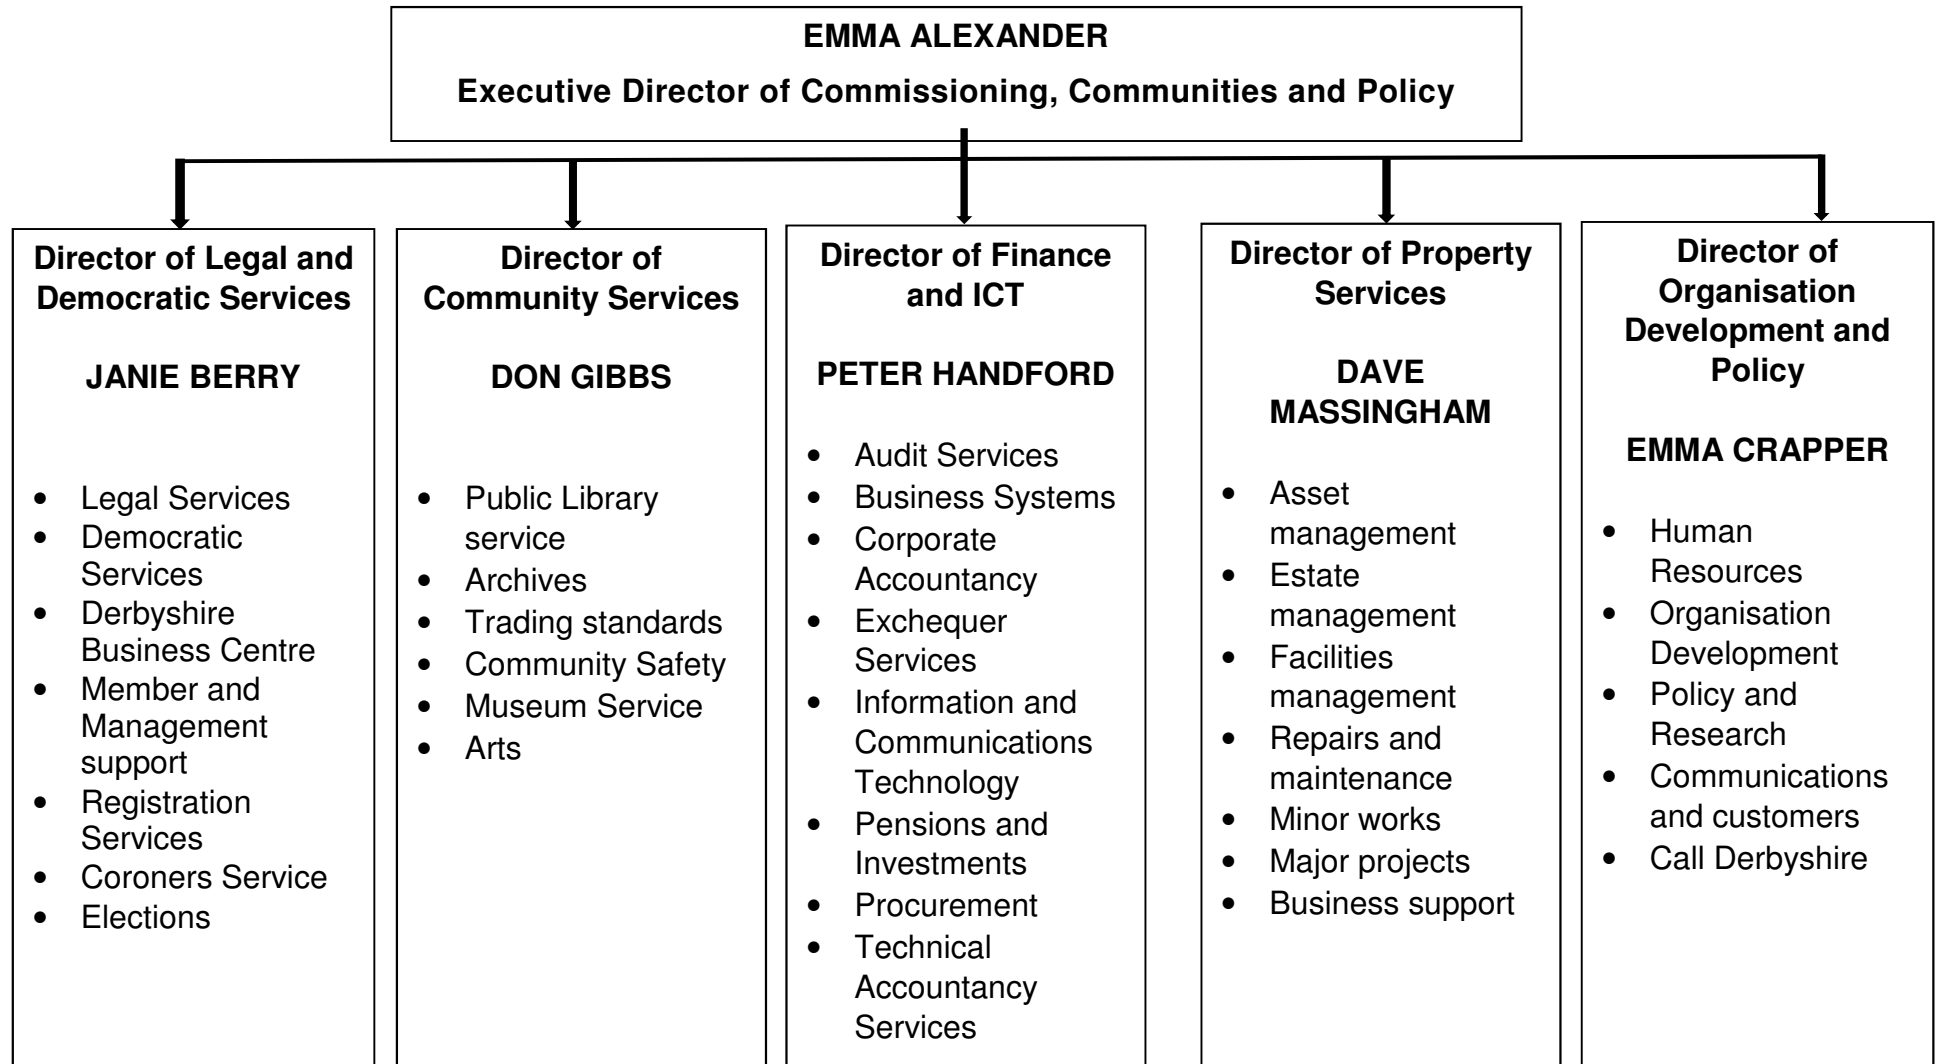 EMMA ALEXANDER
Executive Director of Commissioning, Communities and Policy
Director of Legal and
Democratic Services
JANIE BERRY
• Legal Services
• Democratic
Services
• Derbyshire
Business Centre
• Member and
Management
support
• Registration
Services
• Coroners Service
• Elections
Director of
Community Services
DON GIBBS
• Public Library
service
• Archives
• Trading standards
• Community Safety
• Museum Service
• Arts
Director of Finance
and ICT
PETER HANDFORD
• Audit Services
• Business Systems
• Corporate
Accountancy
• Exchequer
Services
• Information and
Communications
Technology
• Pensions and
Investments
• Procurement
• Technical
Accountancy
Services
Director of Property
Services
DAVE
MASSINGHAM
• Asset
management
• Estate
management
• Facilities
management
• Repairs and
maintenance
• Minor works
• Major projects
• Business support
Director of
Organisation
Development and
Policy
EMMA CRAPPER
• Human
Resources
• Organisation
Development
• Policy and
Research
• Communications
and customers
• Call Derbyshire